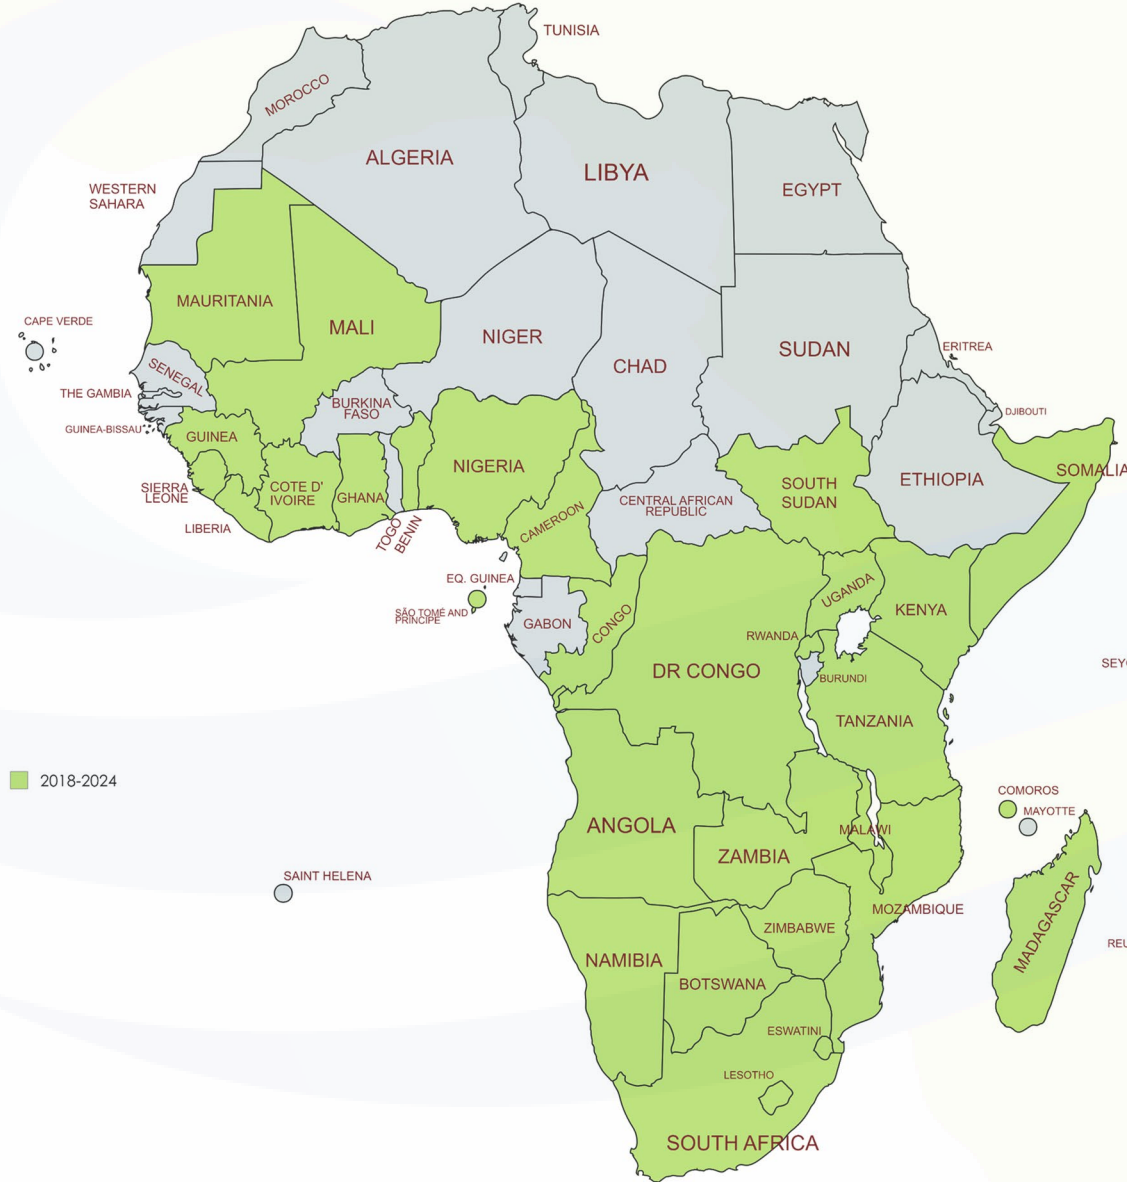 TUNISIA
MOROCCO
ALGERIA
LIBYA
EGYPT
WESTERN
SAHARA
MAURITANIA
MALI
NIGER
CHAD
SUDAN
ERITREA
CAPE VERDE
SENEGAL
THE GAMBIA
GUINEA-BISSAU
GUINEA
BURKINA
FASO
DJIBOUTI
SOMALIA
ETHIOPIA
NIGERIA
SOUTH
SUDAN
SIERRA
LEONE
COTE D'
IVOIRE
GHANA
CENTRAL AFRICAN
REPUBLIC
LIBERIA
TOGO
BENIN
CAMEROON
EQ. GUINEA
SÃO TOMÉ AND
PRINCIPE
GABON
CONGO
UGANDA
KENYA
RWANDA
DR CONGO
BURUNDI
SEY
TANZANIA
2018-2024
COMOROS
MAYOTTE
ANGOLA
MALAWI
ZAMBIA
SAINT HELENA
MOZAMBIQUE
MADAGASCAR
ZIMBABWE
REU
NAMIBIA
BOTSWANA
ESWATINI
LESOTHO
SOUTH AFRICA